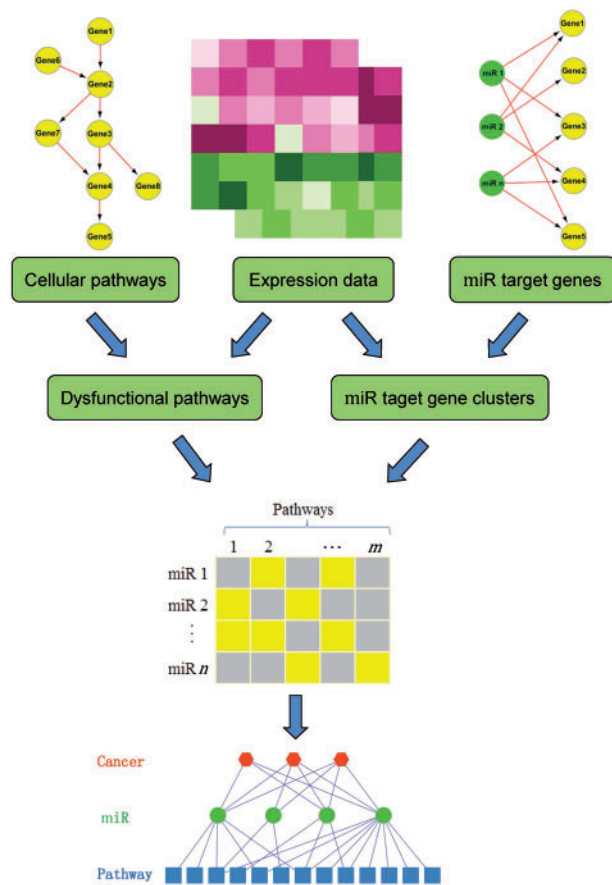 Gene1
Gene6
Gene2
Gene7
Gene3
Gene4
Gene8
Gene5
Gene1
miR 1
Gene2
miR 2
Gene3
miR n
Gene4
Gene5
Cellular pathways
Expression data
miR target genes
Dysfunctional pathways
miR taget gene clusters
Pathways
1 2 ... m
miR 1
miR 2
⋮
miR n
Cancer
miR
Pathway